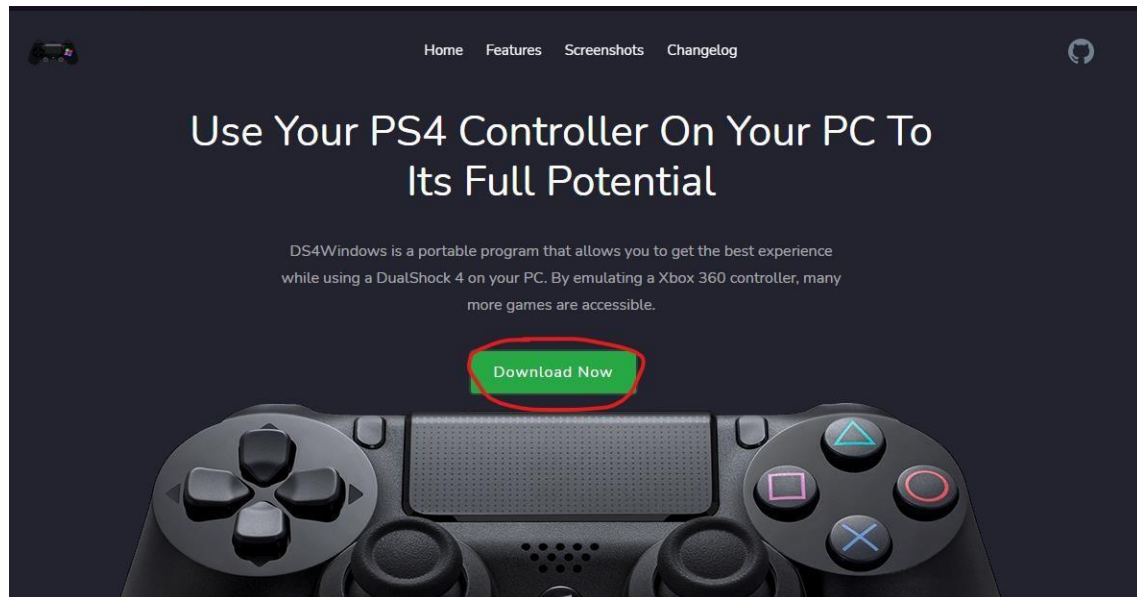 Home Features Screenshots Changelog
Use Your PS4 Controller On Your PC To
Its Full Potential
DS4Windows is a portable program that allows you to get the best experience
while using a DualShock 4 on your PC. By emulating a Xbox 360 controller, many
more games are accessible.
Download Now